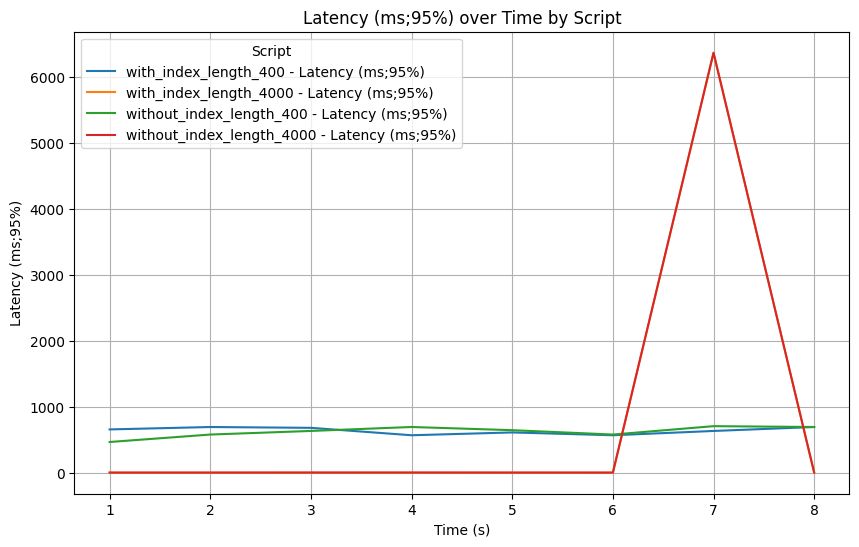 Latency (ms;95%) over Time by Script
Script
with_index_length_400 - Latency (ms;95%)
with_index_length_4000 - Latency (ms;95%)
without_index_length_400 - Latency (ms;95%)
without_index_length_4000 - Latency (ms;95%)
Latency (ms;95%)
6000
5000
4000
3000
2000
1000
0
1 2 3 4 5 6 7 8
Time (s)